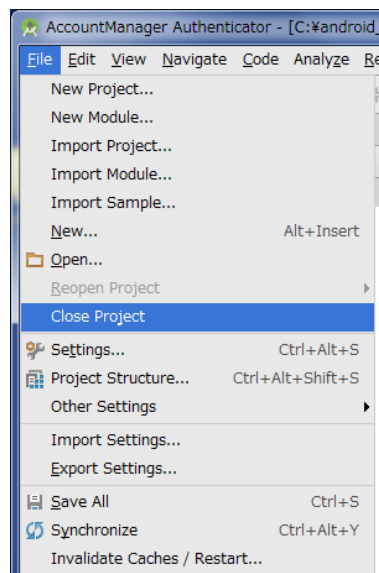 AccountManager Authenticator - [C:¥android_
File Edit View Navigate Code Analyze Re
New Project...
New Module...
Import Project...
Import Module...
Import Sample...
New... Alt+Insert
Open...
Reopen Project
Close Project
Settings... Ctrl+Alt+S
Project Structure... Ctrl+Alt+Shift+S
Other Settings
Import Settings...
Export Settings...
Save All Ctrl+S
Synchronize Ctrl+Alt+Y
Invalidate Caches / Restart...